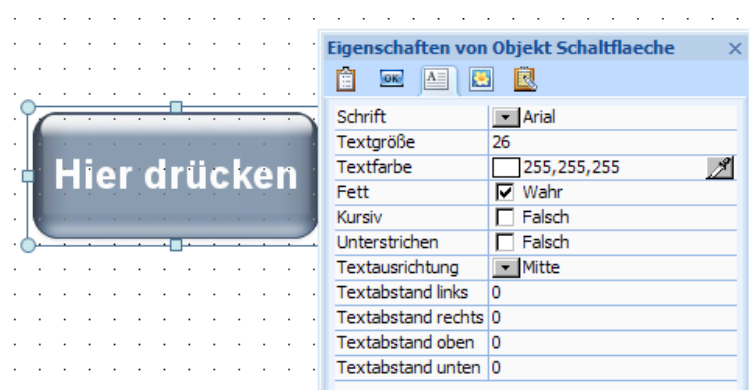 Eigenschaften von Objekt Schaltflaeche
OK
A
Hier drücken
Schrift Arial
Textgröße 26
Textfarbe 255,255,255
Fett Wahr
Kursiv Falsch
Unterstrichen Falsch
Textausrichtung Mitte
Textabstand links 0
Textabstand rechts 0
Textabstand oben 0
Textabstand unten 0